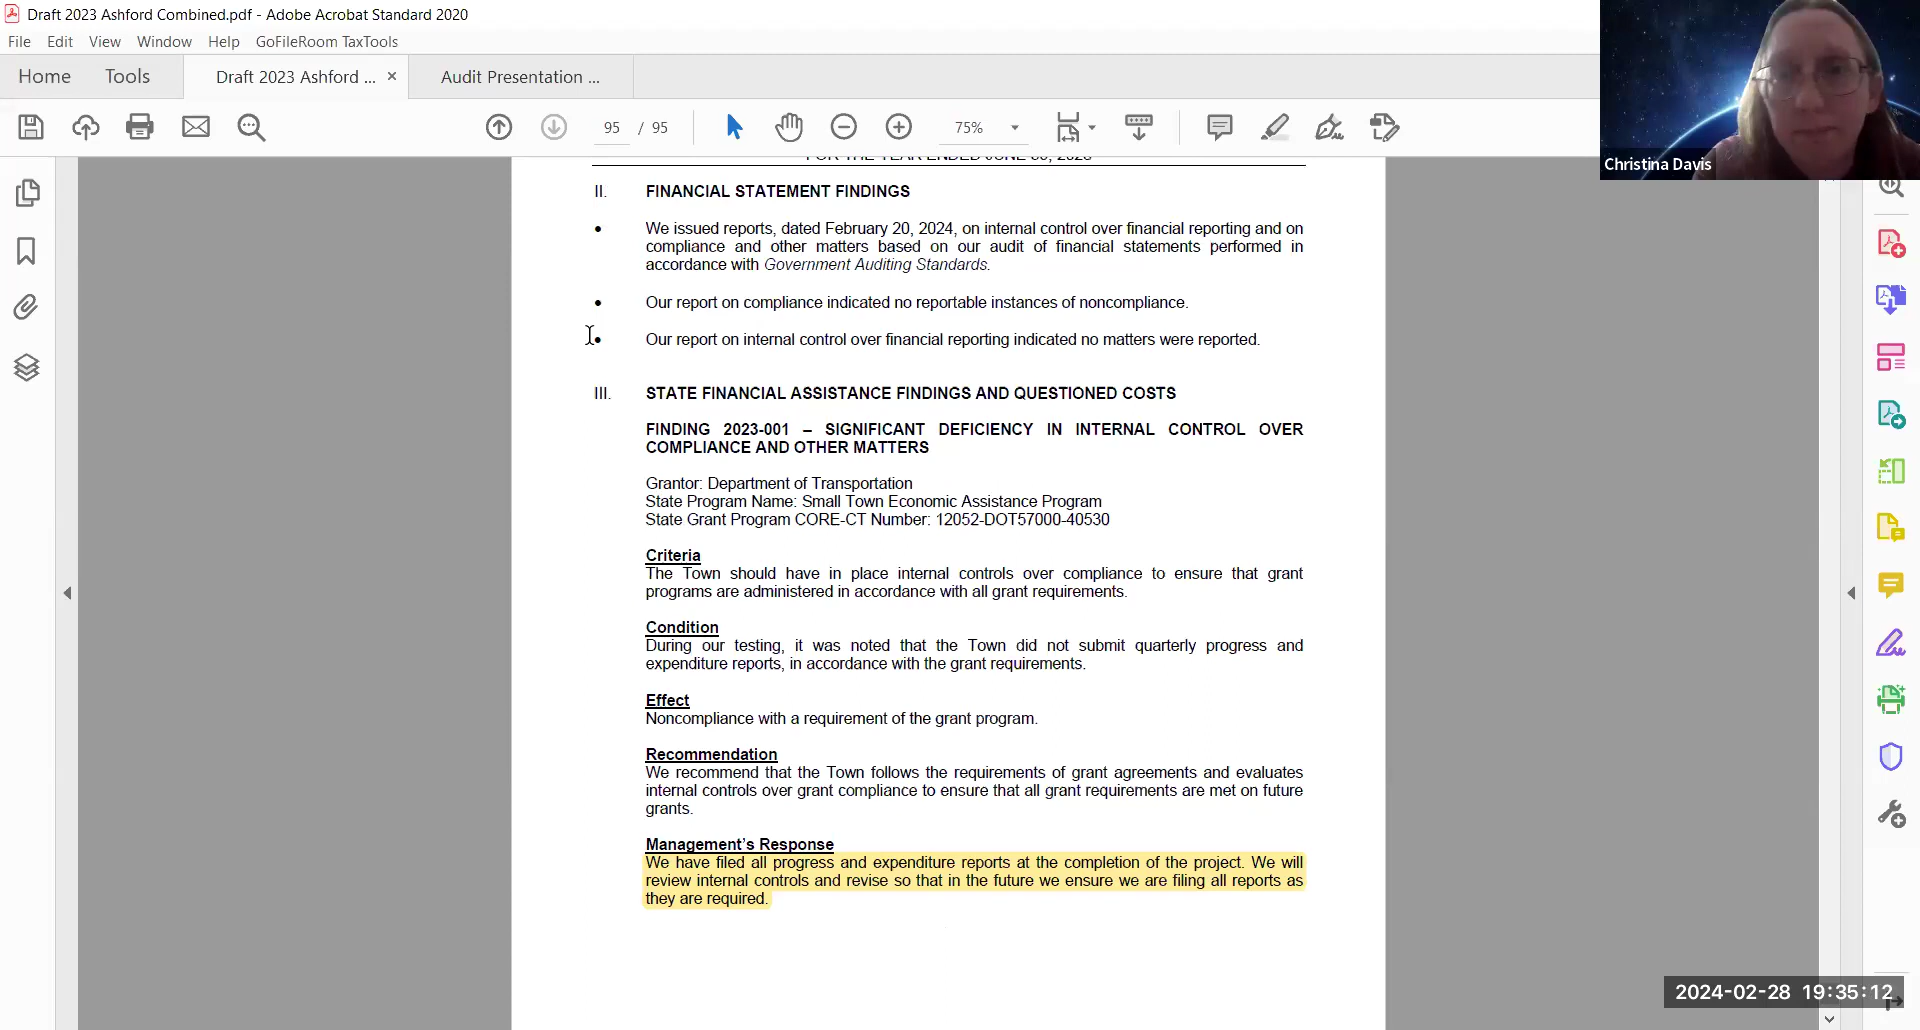 Draft 2023 Ashford Combined.pdf - Adobe Acrobat Standard 2020
File Edit View Window Help GoFileRoom TaxTools
Home Tools Draft 2023 Ashford ... × Audit Presentation ...
95 / 95 75%
Christina Davis
FOR THE YEAR ENDED JUNE 30, 2023
II. FINANCIAL STATEMENT FINDINGS
• We issued reports, dated February 20, 2024, on internal control over financial reporting and on
compliance and other matters based on our audit of financial statements performed in
accordance with Government Auditing Standards.
• Our report on compliance indicated no reportable instances of noncompliance.
• Our report on internal control over financial reporting indicated no matters were reported.
III. STATE FINANCIAL ASSISTANCE FINDINGS AND QUESTIONED COSTS
FINDING 2023-001 – SIGNIFICANT DEFICIENCY IN INTERNAL CONTROL OVER
COMPLIANCE AND OTHER MATTERS
Grantor: Department of Transportation
State Program Name: Small Town Economic Assistance Program
State Grant Program CORE-CT Number: 12052-DOT57000-40530
Criteria
The Town should have in place internal controls over compliance to ensure that grant
programs are administered in accordance with all grant requirements.
Condition
During our testing, it was noted that the Town did not submit quarterly progress and
expenditure reports, in accordance with the grant requirements.
Effect
Noncompliance with a requirement of the grant program.
Recommendation
We recommend that the Town follows the requirements of grant agreements and evaluates
internal controls over grant compliance to ensure that all grant requirements are met on future
grants.
Management’s Response
We have filed all progress and expenditure reports at the completion of the project. We will
review internal controls and revise so that in the future we ensure we are filing all reports as
they are required.
2024-02-28 19:35:12